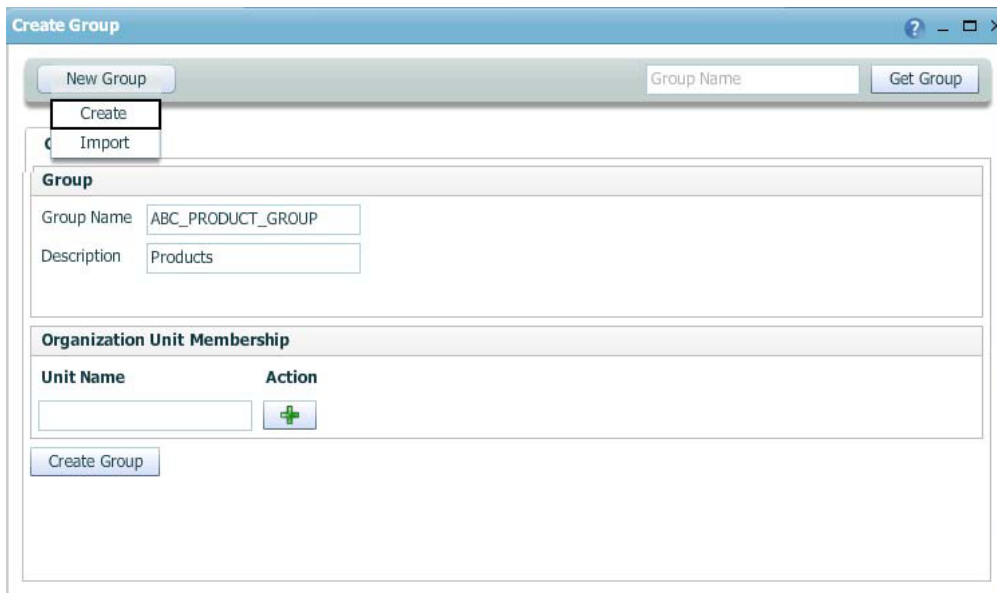 Create Group
?
New Group
Group Name
Get Group
Create
Import
Group
Group Name ABC_PRODUCT_GROUP
Description Products
Organization Unit Membership
Unit Name Action
Create Group